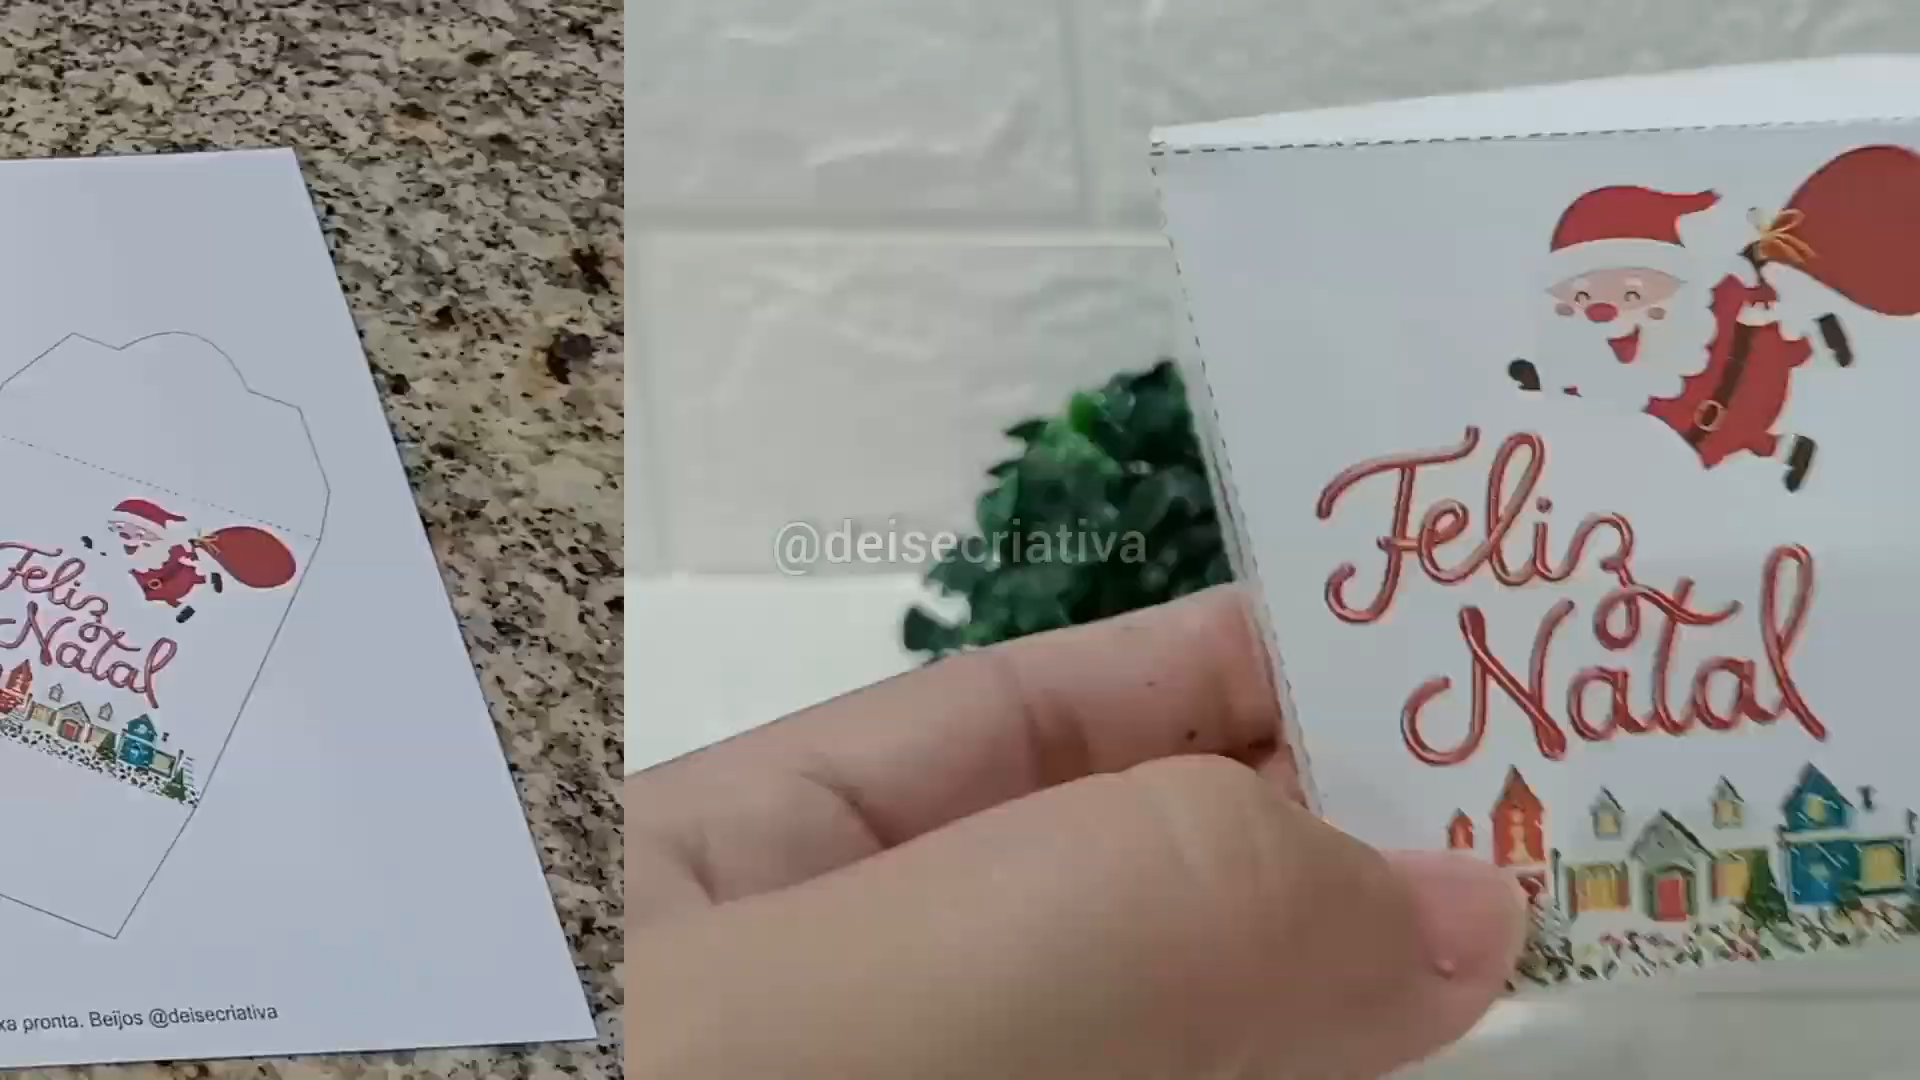 Feliz
Natal
xa pronta. Beijos @deisecriativa
@deisecriativa
Feliz
Natal